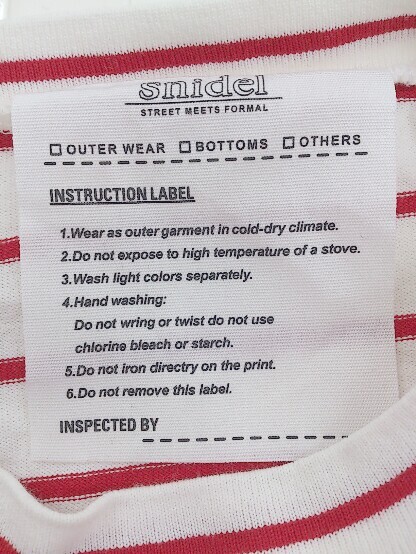 snidel
STREET MEETS FORMAL
OUTER WEAR BOTTOMS OTHERS
INSTRUCTION LABEL
1.Wear as outer garment in cold-dry climate.
2.Do not expose to high temperature of a stove.
3.Wash light colors separately.
4.Hand washing:
Do not wring or twist do not use
chlorine bleach or starch.
5.Do not iron directry on the print.
6.Do not remove this label.
INSPECTED BY